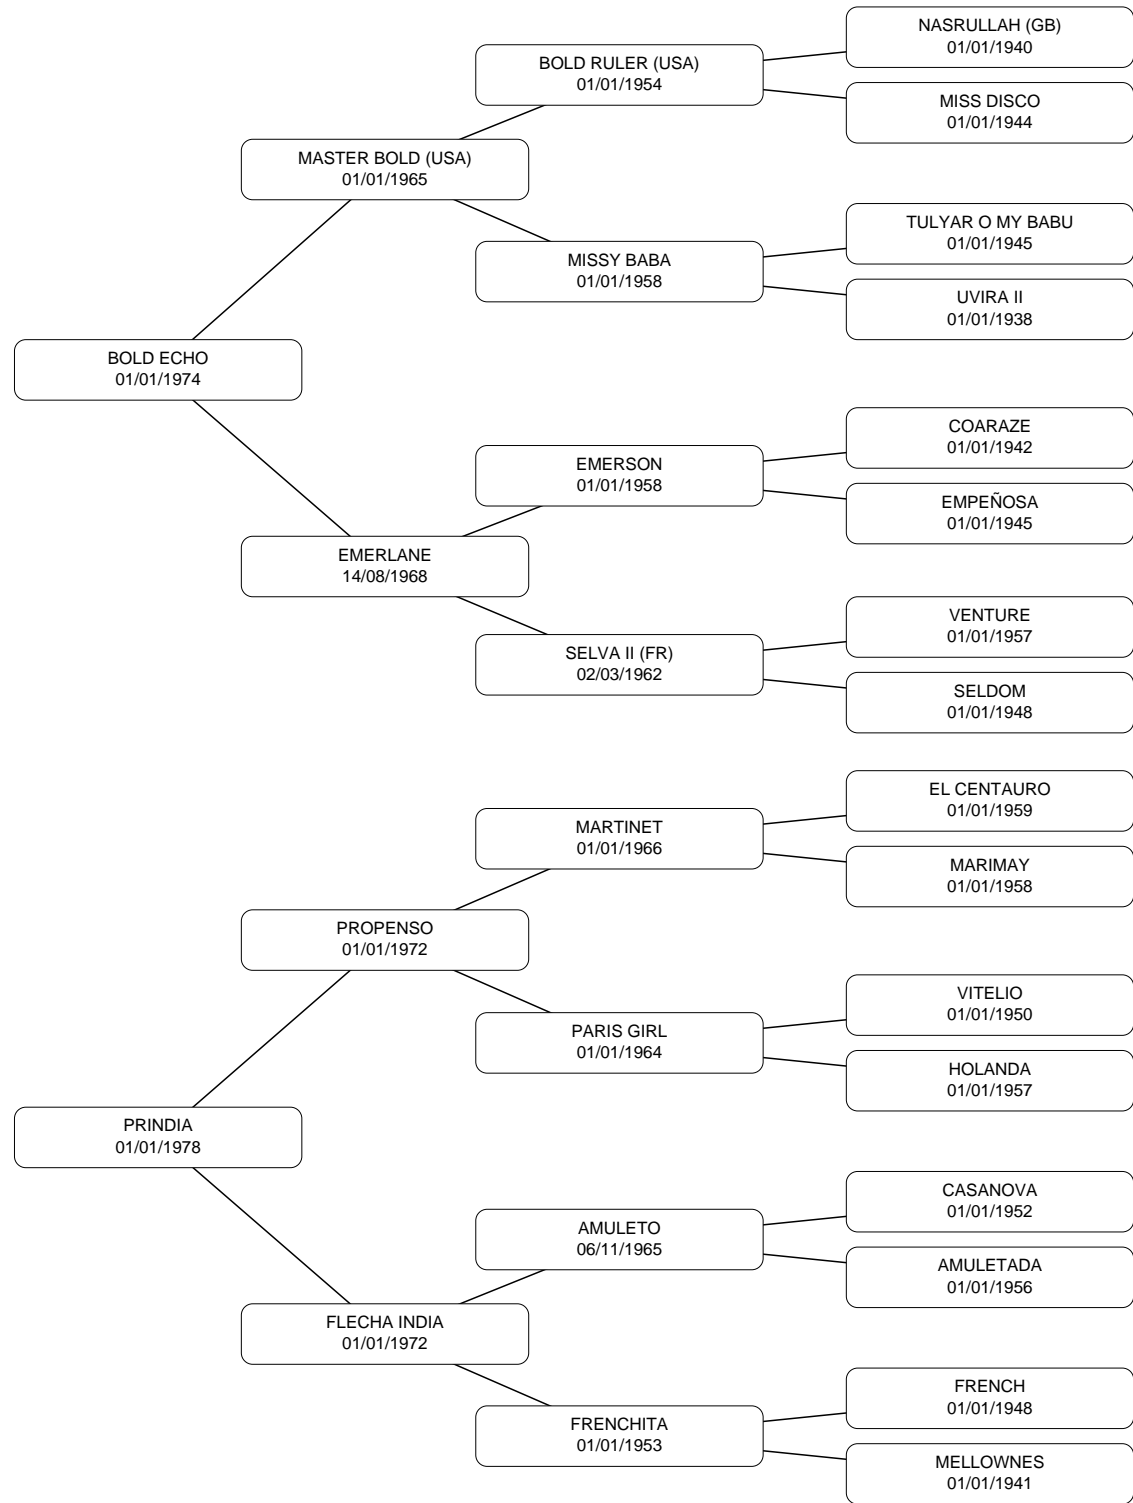 NASRULLAH (GB)
01/01/1940
BOLD RULER (USA)
01/01/1954
MISS DISCO
01/01/1944
MASTER BOLD (USA)
01/01/1965
TULYAR O MY BABU
01/01/1945
MISSY BABA
01/01/1958
UVIRA II
01/01/1938
BOLD ECHO
01/01/1974
COARAZE
01/01/1942
EMERSON
01/01/1958
EMPEÑOSA
01/01/1945
EMERLANE
14/08/1968
VENTURE
01/01/1957
SELVA II (FR)
02/03/1962
SELDOM
01/01/1948
EL CENTAURO
01/01/1959
MARTINET
01/01/1966
MARIMAY
01/01/1958
PROPENSO
01/01/1972
VITELIO
01/01/1950
PARIS GIRL
01/01/1964
HOLANDA
01/01/1957
PRINDIA
01/01/1978
CASANOVA
01/01/1952
AMULETO
06/11/1965
AMULETADA
01/01/1956
FLECHA INDIA
01/01/1972
FRENCH
01/01/1948
FRENCHITA
01/01/1953
MELLOWNES
01/01/1941